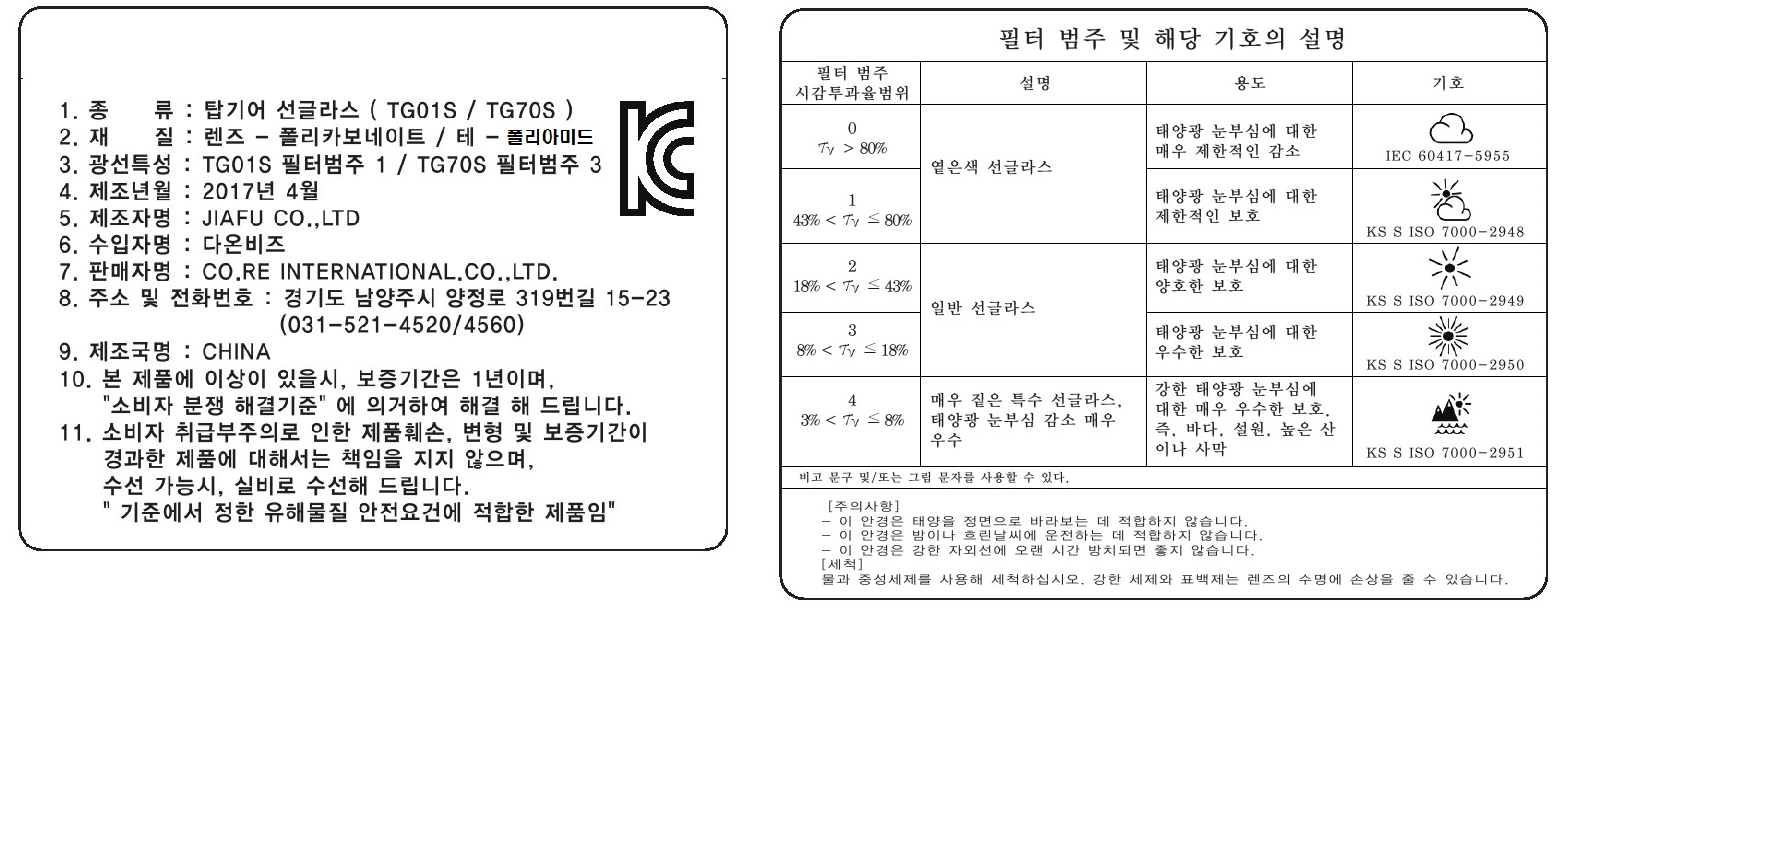 1. 종 류 : 탑기어 선글라스 ( TG01S / TG70S )
2. 재 질 : 렌즈 - 폴리카보네이트 / 테 - 폴리아미드
3. 광선특성 : TG01S 필터범주 1 / TG70S 필터범주 3
4. 제조년월 : 2017년 4월
5. 제조자명 : JIAFU CO.,LTD
6. 수입자명 : 다온비즈
7. 판매자명 : CO.RE INTERNATIONAL.CO.,LTD.
8. 주소 및 전화번호 : 경기도 남양주시 양정로 319번길 15-23
(031-521-4520/4560)
9. 제조국명 : CHINA
10. 본 제품에 이상이 있을시, 보증기간은 1년이며,
"소비자 분쟁 해결기준" 에 의거하여 해결 해 드립니다.
11. 소비자 취급부주의로 인한 제품훼손, 변형 및 보증기간이
경과한 제품에 대해서는 책임을 지지 않으며,
수선 가능시, 실비로 수선해 드립니다.
" 기준에서 정한 유해물질 안전요건에 적합한 제품임"
KC
필터 범주 및 해당 기호의 설명
필터 범주
시감투과율범위
설명
용도
기호
0
τv > 80%
옅은색 선글라스
태양광 눈부심에 대한
매우 제한적인 감소
IEC 60417-5955
1
43% < τv ≤ 80%
태양광 눈부심에 대한
제한적인 보호
KS S ISO 7000-2948
2
18% < τv ≤ 43%
일반 선글라스
태양광 눈부심에 대한
양호한 보호
KS S ISO 7000-2949
3
8% < τv ≤ 18%
태양광 눈부심에 대한
우수한 보호
KS S ISO 7000-2950
4
3% < τv ≤ 8%
매우 짙은 특수 선글라스,
태양광 눈부심 감소 매우
우수
강한 태양광 눈부심에
대한 매우 우수한 보호,
즉, 바다, 설원, 높은 산
이나 사막
KS S ISO 7000-2951
비고 문구 및/또는 그림 문자를 사용할 수 있다.
[주의사항]
- 이 안경은 태양을 정면으로 바라보는 데 적합하지 않습니다.
- 이 안경은 밤이나 흐린날씨에 운전하는 데 적합하지 않습니다.
- 이 안경은 강한 자외선에 오랜 시간 방치되면 좋지 않습니다.
[세척]
물과 중성세제를 사용해 세척하십시오. 강한 세제와 표백제는 렌즈의 수명에 손상을 줄 수 있습니다.